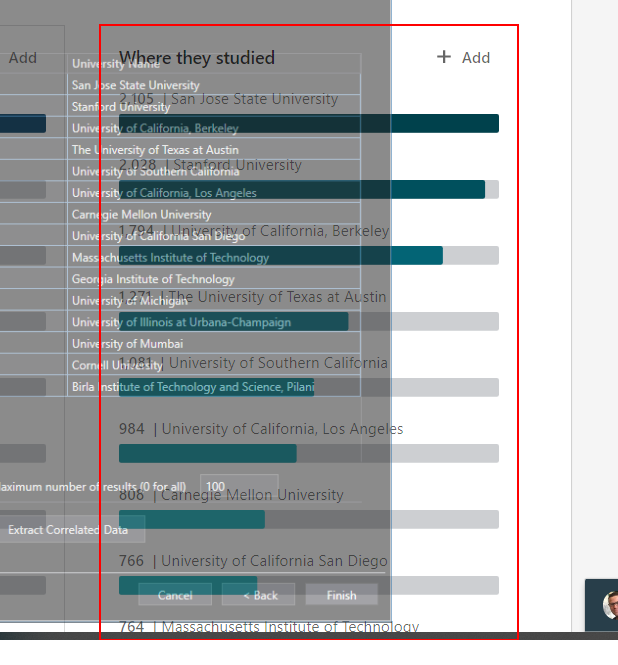 Add
Where they studied
+ Add
University Name
San Jose State University
2,105 | San Jose State University
Stanford University
University of California, Berkeley
The University of Texas at Austin
2,028 | Stanford University
University of Southern California
University of California, Los Angeles
Carnegie Mellon University
1,794 | University of California, Berkeley
University of California San Diego
Massachusetts Institute of Technology
Georgia Institute of Technology
1,271 | The University of Texas at Austin
University of Michigan
University of Illinois at Urbana-Champaign
University of Mumbai
1,081 | University of Southern California
Cornell University
Birla Institute of Technology and Science, Pilani
984 | University of California, Los Angeles
aximum number of results (0 for all) 100
806 | Carnegie Mellon University
Extract Correlated Data
766 | University of California San Diego
Cancel < Back Finish
764 | Massachusetts Institute of Technology